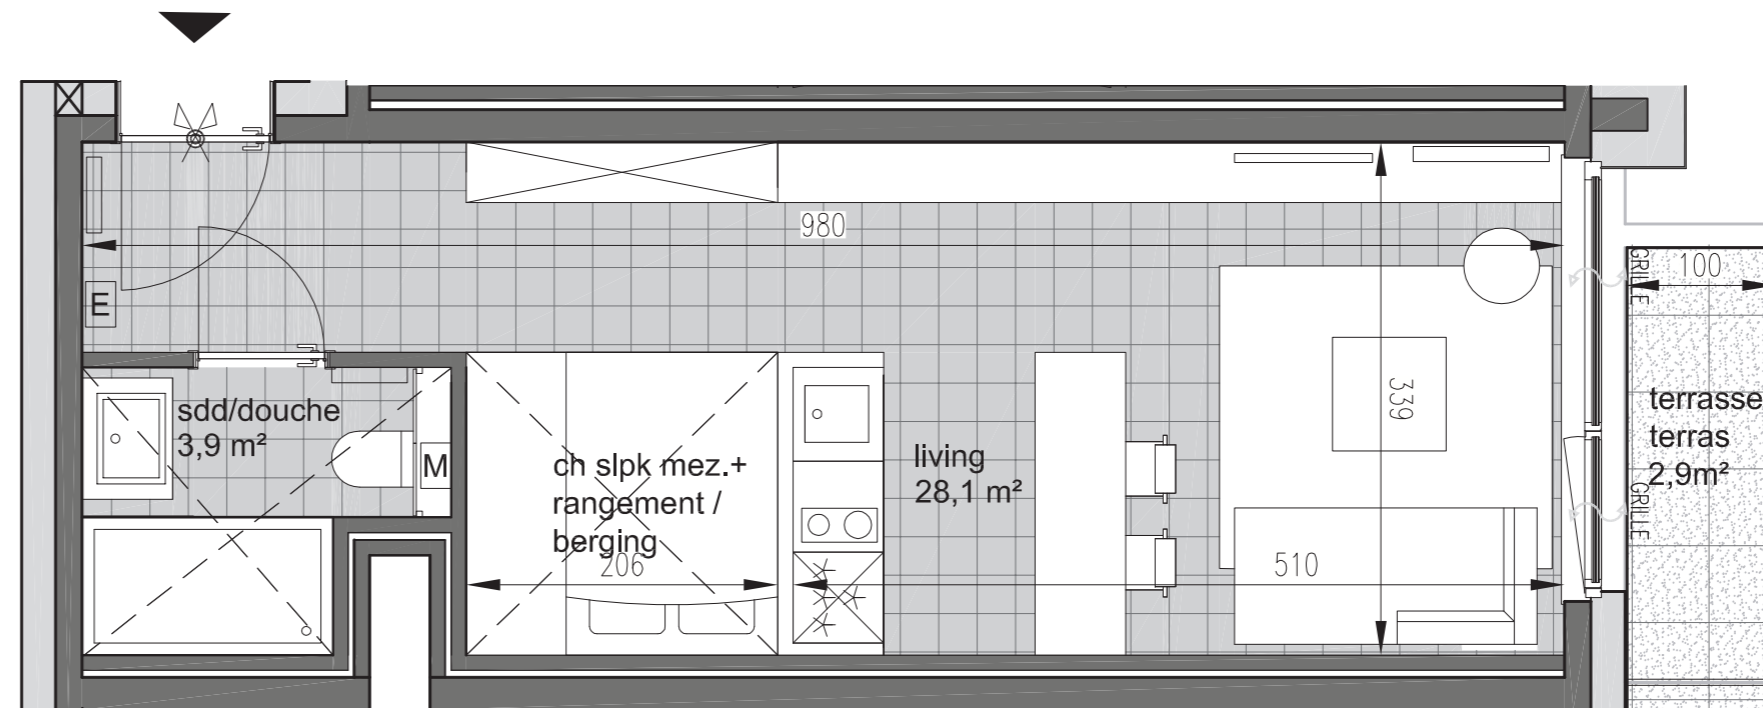 980
GRILLE
100
E
sdd/douche
3,9 m²
M
ch slpk mez.+
rangement /
berging
206
living
28,1 m²
339
510
GRILLE
terrasse
terras
2,9m²